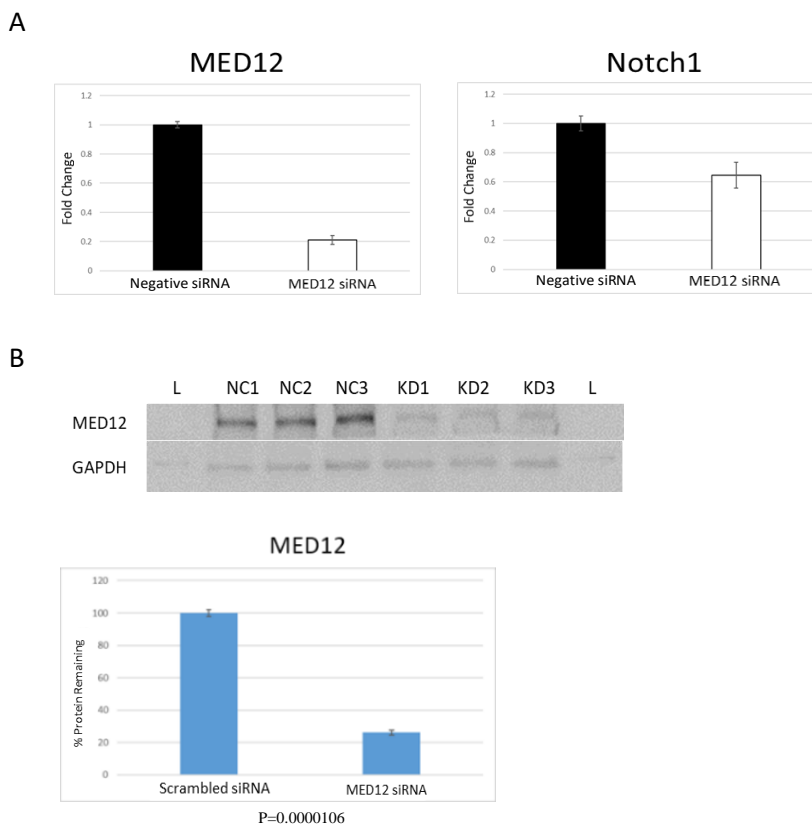 A
MED12
1.2
1
0.8
0.6
0.4
0.2
0
Fold Change
Negative siRNA MED12 siRNA
Notch1
1.2
1
0.8
0.6
0.4
0.2
0
Fold Change
Negative siRNA MED12 siRNA
B
L NC1 NC2 NC3 KD1 KD2 KD3 L
MED12
GAPDH
MED12
120
100
80
60
40
20
0
% Protein Remaining
Scrambled siRNA MED12 siRNA
P=0.0000106